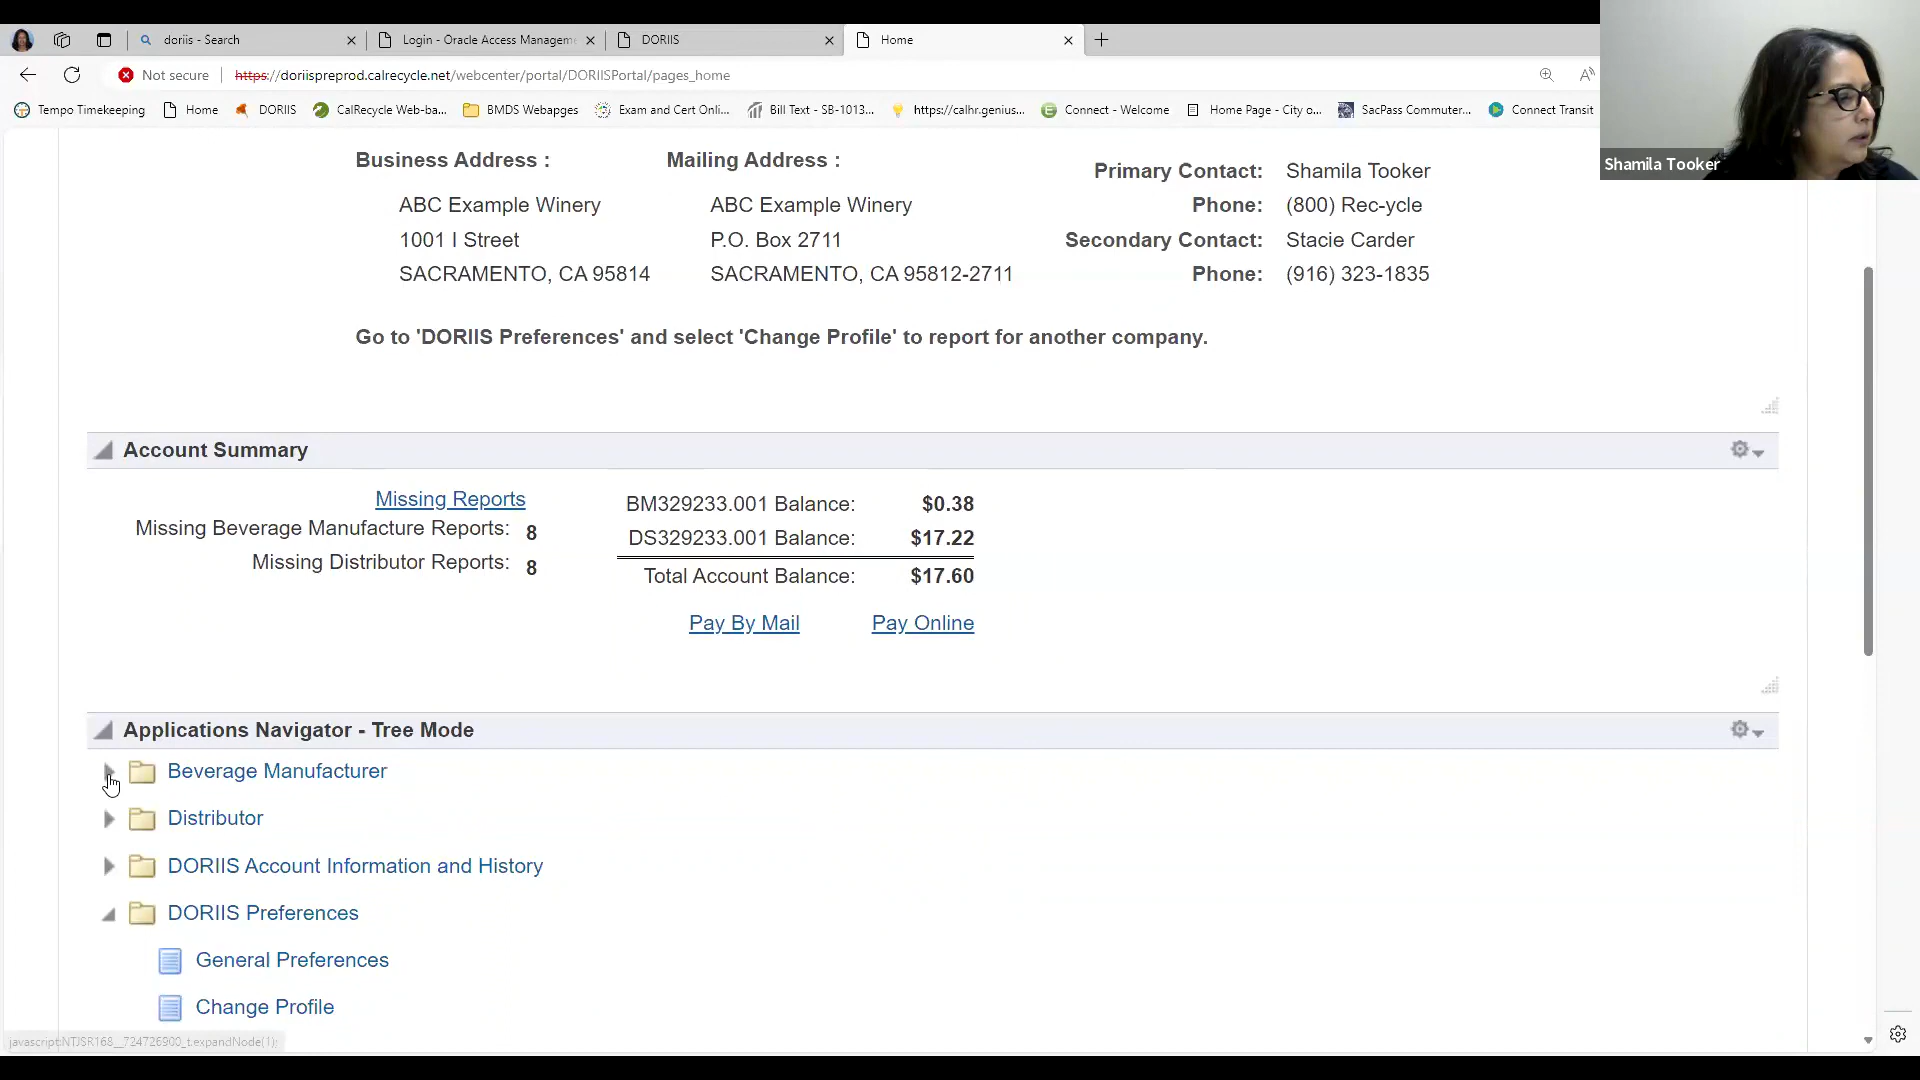 doriis - Search
Login - Oracle Access Managem
DORIIS
Home
Not secure
https://doriispreprod.calrecycle.net/webcenter/portal/DORIISPortal/pages_home
Tempo Timekeeping
Home
DORIIS
CalRecycle Web-ba...
BMDS Webpages
Exam and Cert Onli...
Bill Text - SB-1013...
https://calhr.genius...
Connect - Welcome
Home Page - City o...
SacPass Commuter...
Connect Transit
Shamila Tooker
Business Address :
ABC Example Winery
1001 I Street
SACRAMENTO, CA 95814
Mailing Address :
ABC Example Winery
P.O. Box 2711
SACRAMENTO, CA 95812-2711
Primary Contact: Shamila Tooker
Phone: (800) Rec-ycle
Secondary Contact: Stacie Carder
Phone: (916) 323-1835
Go to 'DORIIS Preferences' and select 'Change Profile' to report for another company.
Account Summary
Missing Reports
Missing Beverage Manufacture Reports: 8
Missing Distributor Reports: 8
BM329233.001 Balance: $0.38
DS329233.001 Balance: $17.22
Total Account Balance: $17.60
Pay By Mail
Pay Online
Applications Navigator - Tree Mode
Beverage Manufacturer
Distributor
DORIIS Account Information and History
DORIIS Preferences
General Preferences
Change Profile
javascript:NTJSR168__724726900_t.expandNode(1);